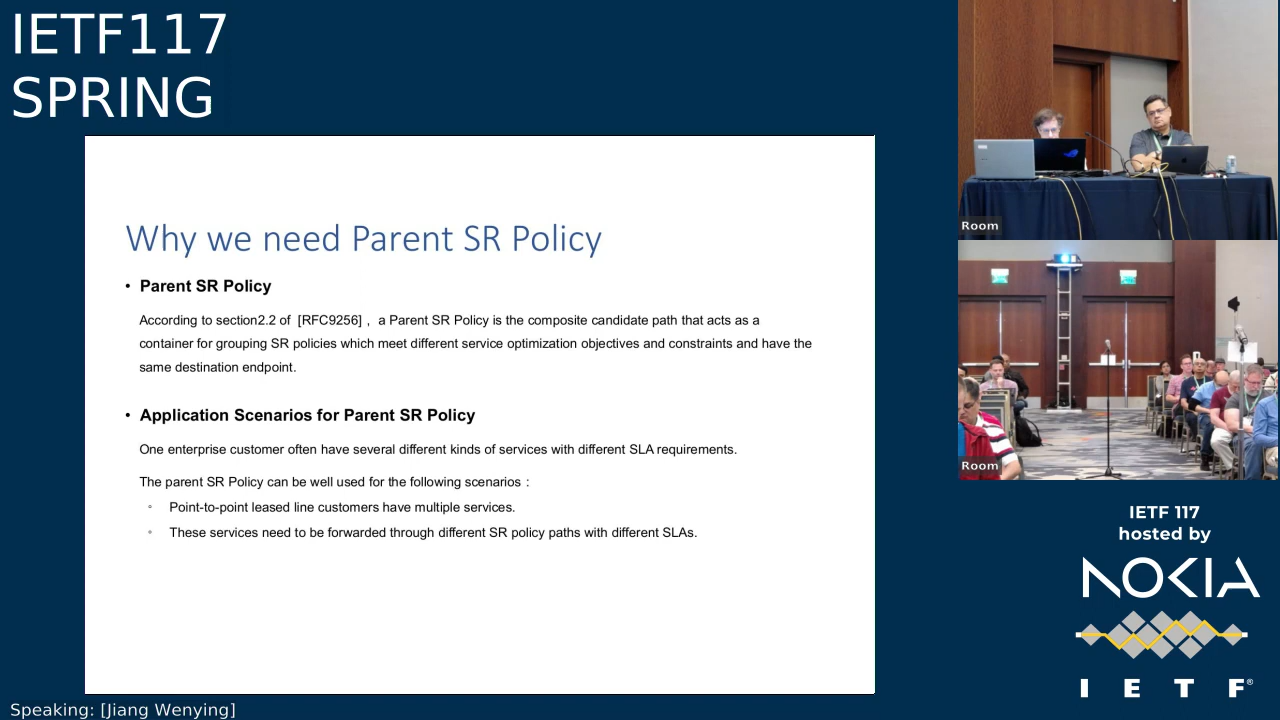 IETF117
SPRING
Why we need Parent SR Policy
• Parent SR Policy
According to section2.2 of [RFC9256] , a Parent SR Policy is the composite candidate path that acts as a
container for grouping SR policies which meet different service optimization objectives and constraints and have the
same destination endpoint.
• Application Scenarios for Parent SR Policy
One enterprise customer often have several different kinds of services with different SLA requirements.
The parent SR Policy can be well used for the following scenarios :
◦ Point-to-point leased line customers have multiple services.
◦ These services need to be forwarded through different SR policy paths with different SLAs.
Room
Room
IETF 117
hosted by
NOKIA
I E T F®
Speaking: [Jiang Wenying]